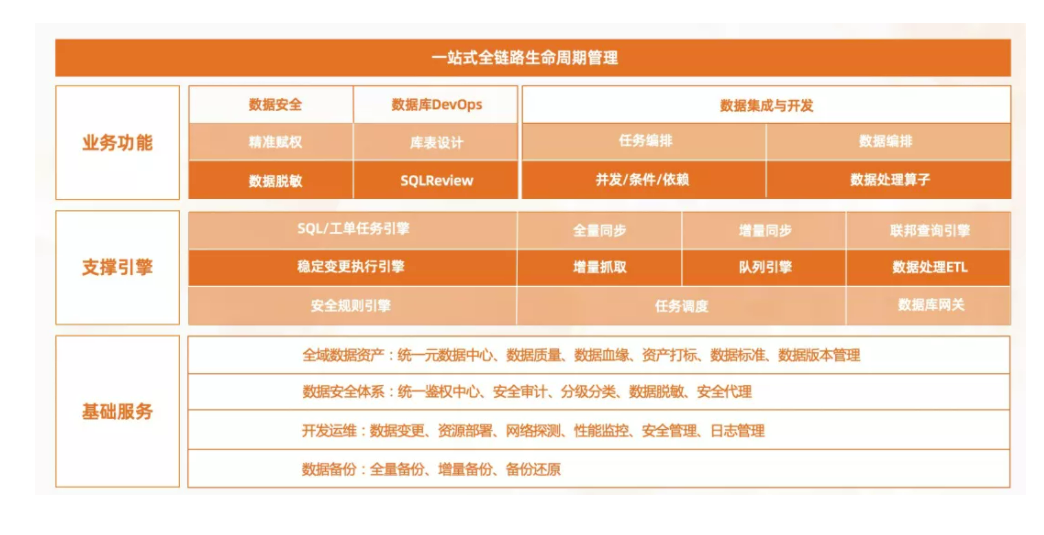 一站式全链路生命周期管理
业务功能
数据安全 数据库DevOps 数据集成与开发
精准赋权 库表设计 任务编排 数据编排
数据脱敏 SQLReview 并发/条件/依赖 数据处理算子
支撑引擎
SQL/工单任务引擎 全量同步 增量同步 联邦查询引擎
稳定变更执行引擎 增量抓取 队列引擎 数据处理ETL
安全规则引擎 任务调度 数据库网关
基础服务
全域数据资产：统一元数据中心、数据质量、数据血缘、资产打标、数据标准、数据版本管理
数据安全体系：统一鉴权中心、安全审计、分级分类、数据脱敏、安全代理
开发运维：数据变更、资源部署、网络探测、性能监控、安全管理、日志管理
数据备份：全量备份、增量备份、备份还原